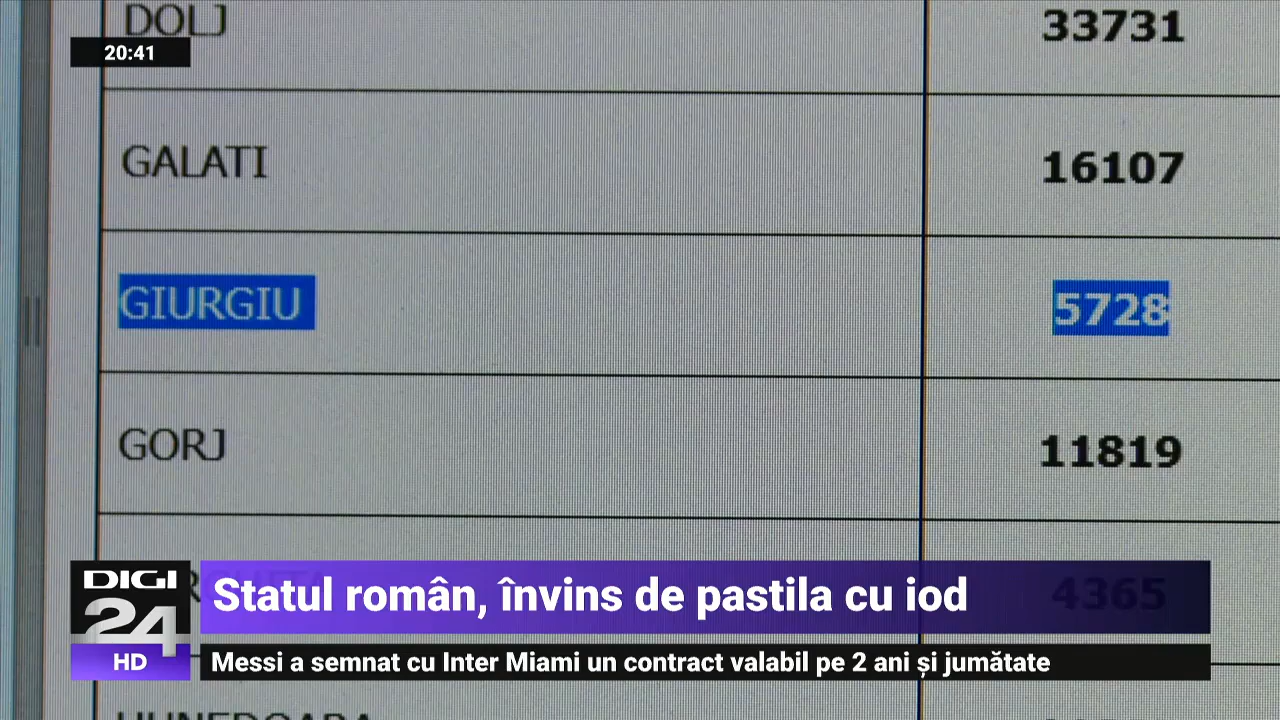 DOLJ 33731
20:41
GALATI 16107
GIURGIU 5728
GORJ 11819
4365
DIGI
24
HD
Statul român, învins de pastila cu iod
Messi a semnat cu Inter Miami un contract valabil pe 2 ani și jumătate
HUNEDOARA